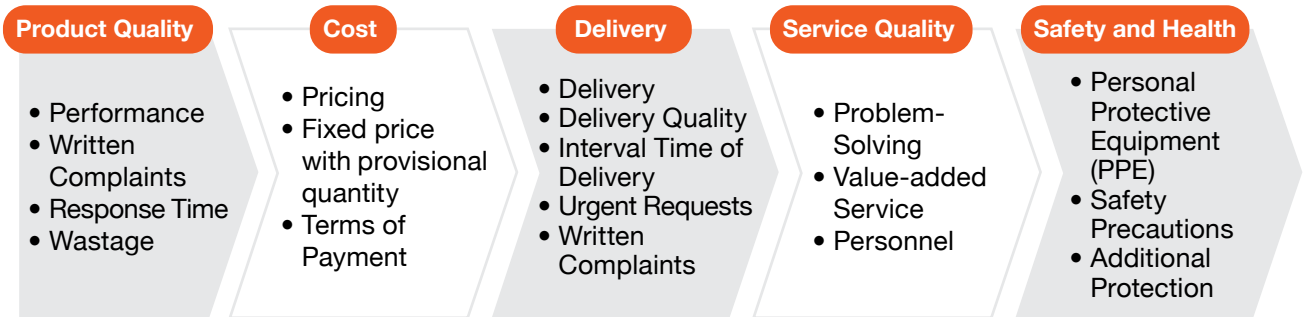 Product Quality
• Performance
• Written
Complaints
• Response Time
• Wastage
Cost
• Pricing
• Fixed price
with provisional
quantity
• Terms of
Payment
Delivery
• Delivery
• Delivery Quality
• Interval Time of
Delivery
• Urgent Requests
• Written
Complaints
Service Quality
• Problem-
Solving
• Value-added
Service
• Personnel
Safety and Health
• Personal
Protective
Equipment
(PPE)
• Safety
Precautions
• Additional
Protection